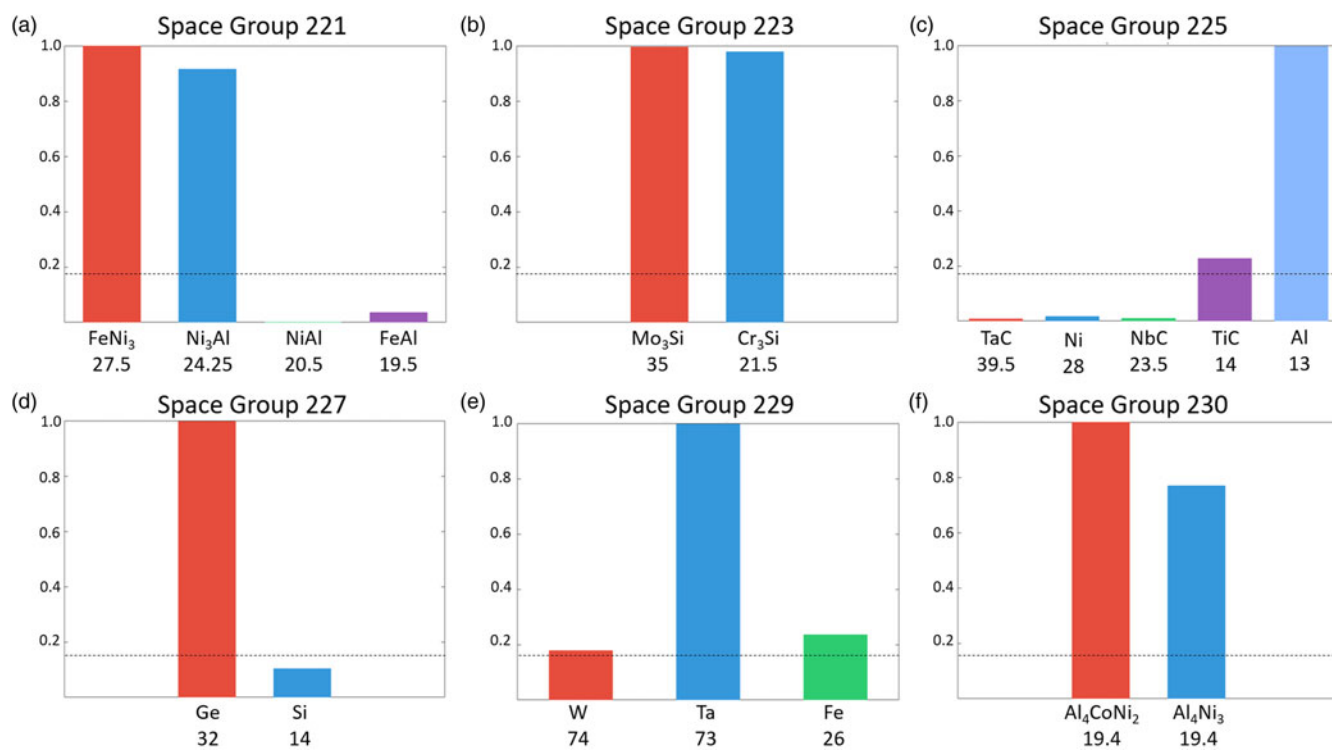 (a) Space Group 221
1.0
0.8
0.6
0.4
0.2
FeNi₃ Ni₃Al NiAl FeAl
27.5 24.25 20.5 19.5
(b) Space Group 223
1.0
0.8
0.6
0.4
0.2
Mo₃Si Cr₃Si
35 21.5
(c) Space Group 225
1.0
0.8
0.6
0.4
0.2
TaC Ni NbC TiC Al
39.5 28 23.5 14 13
(d) Space Group 227
1.0
0.8
0.6
0.4
0.2
Ge Si
32 14
(e) Space Group 229
1.0
0.8
0.6
0.4
0.2
W Ta Fe
74 73 26
(f) Space Group 230
1.0
0.8
0.6
0.4
0.2
Al₄CoNi₂ Al₄Ni₃
19.4 19.4